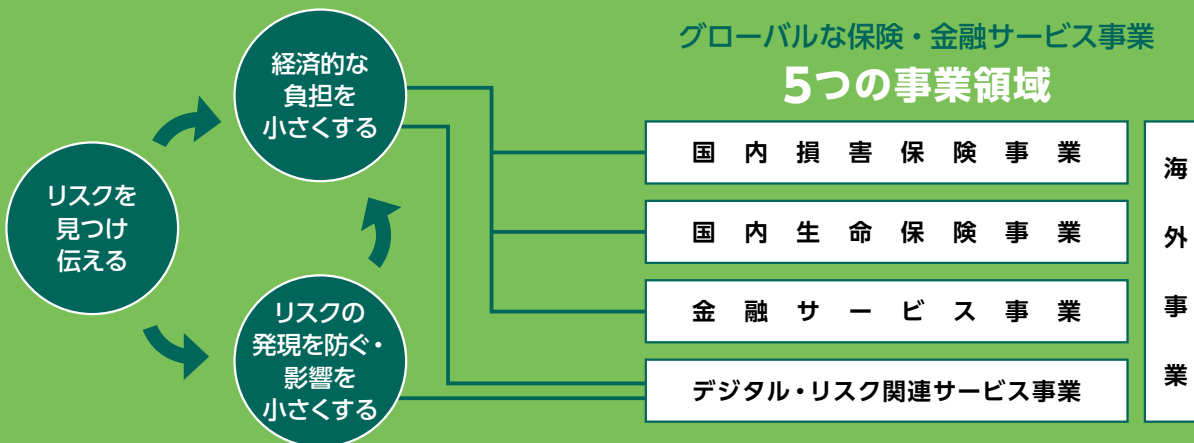 経済的な
負担を
小さくする
リスクを
見つけ
伝える
リスクの
発現を防ぐ・
影響を
小さくする
グローバルな保険・金融サービス事業
5つの事業領域
国内損害保険事業
国内生命保険事業
金融サービス事業
デジタル・リスク関連サービス事業
海外事業